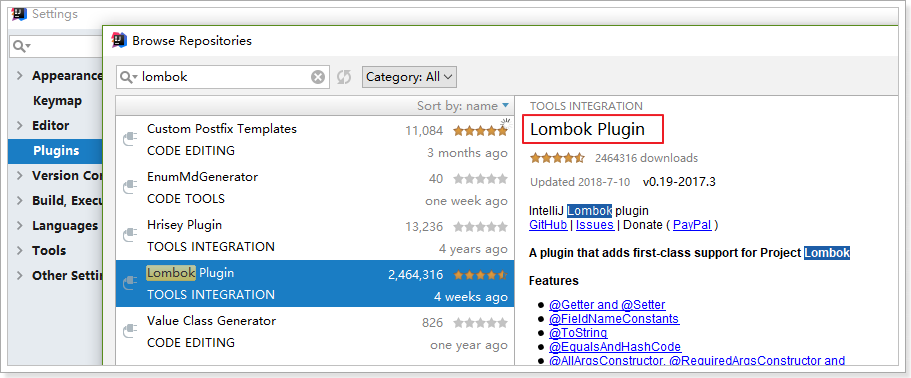 Settings
Appearance
Keymap
Editor
Plugins
Version Con
Build, Execu
Languages
Tools
Other Settin
Browse Repositories
lombok
Category: All
Sort by: name
Custom Postfix Templates 11,084
CODE EDITING 3 months ago
EnumMdGenerator 40
CODE TOOLS one week ago
Hrisey Plugin 13,236
TOOLS INTEGRATION 4 years ago
Lombok Plugin 2,464,316
TOOLS INTEGRATION 4 weeks ago
Value Class Generator 826
CODE EDITING one year ago
TOOLS INTEGRATION
Lombok Plugin
2464316 downloads
Updated 2018-7-10 v0.19-2017.3
IntelliJ Lombok plugin
GitHub | Issues | Donate ( PayPal )
A plugin that adds first-class support for Project Lombok
Features
@Getter and @Setter
@FieldNameConstants
@ToString
@EqualsAndHashCode
@AllArgsConstructor, @RequiredArgsConstructor and